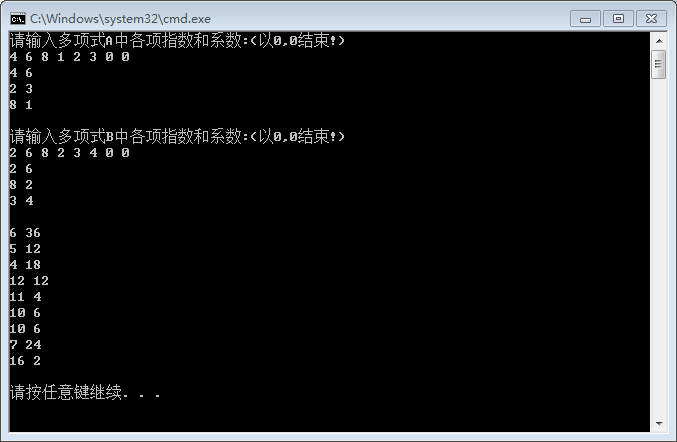 C:\Windows\system32\cmd.exe
请输入多项式A中各项指数和系数:(以0,0结束!)
4 6 8 1 2 3 0 0
4 6
2 3
8 1
请输入多项式B中各项指数和系数:(以0,0结束!)
2 6 8 2 3 4 0 0
2 6
8 2
3 4
6 36
5 12
4 18
12 12
11 4
10 6
10 6
7 24
16 2
请按任意键继续. . .